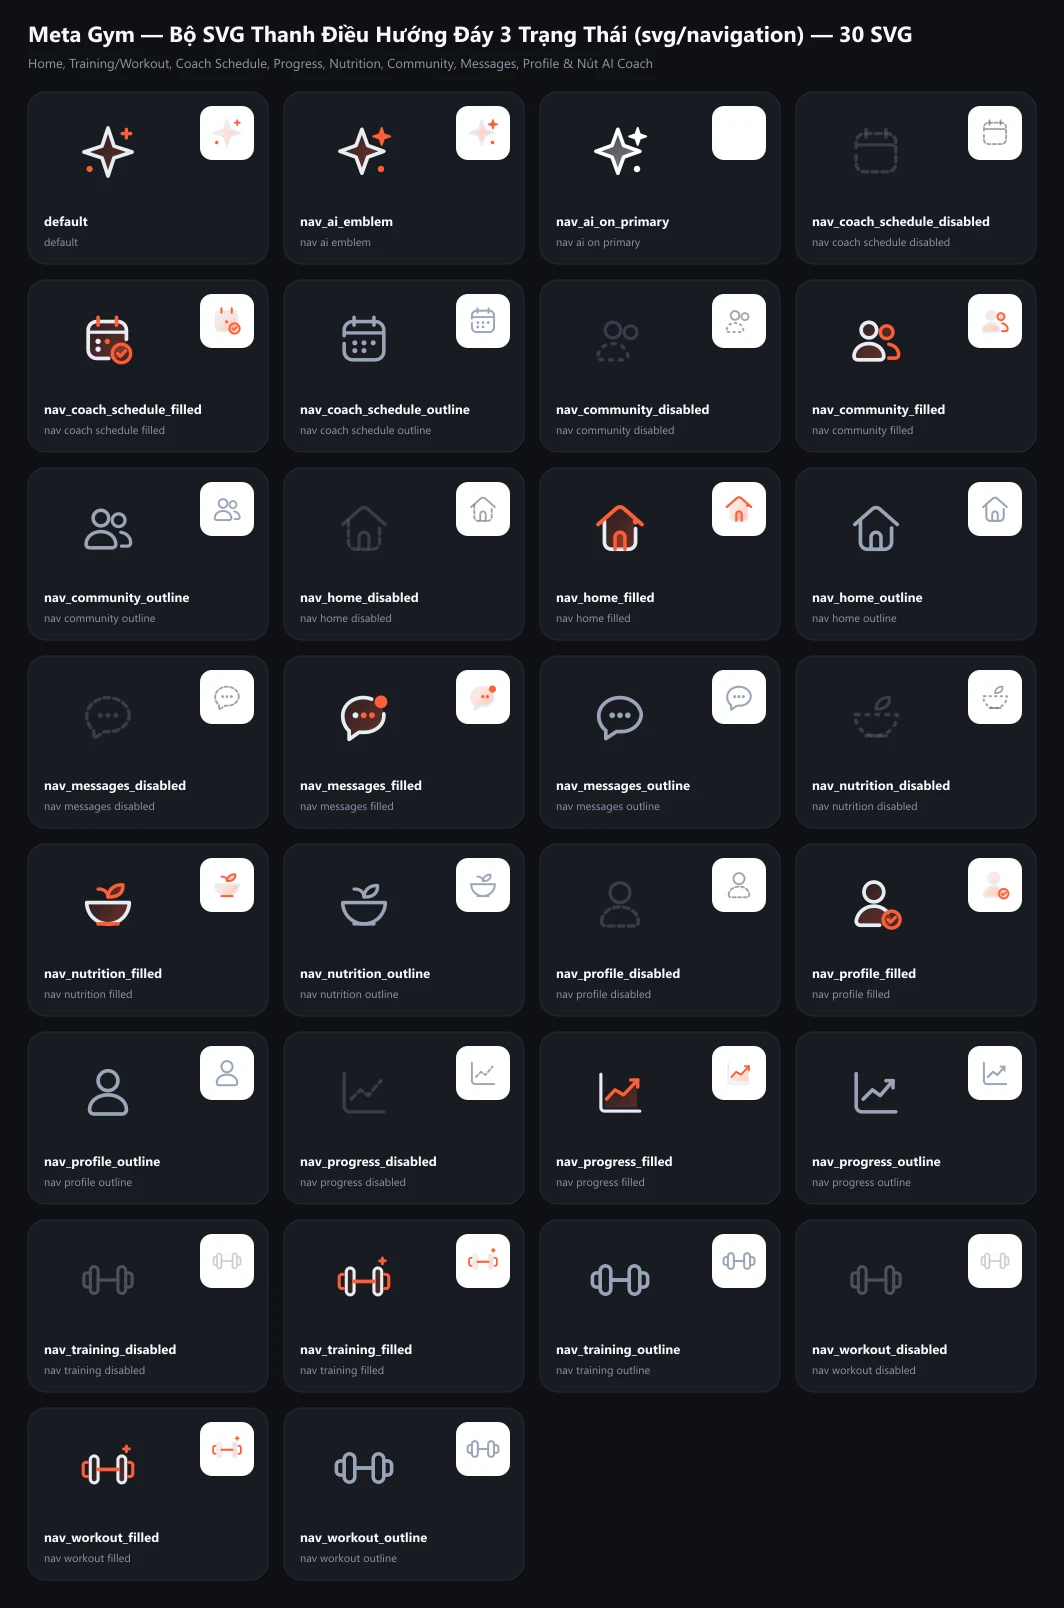 Meta Gym — Bộ SVG Thanh Điều Hướng Đáy 3 Trạng Thái (svg/navigation) — 30 SVG
Home, Training/Workout, Coach Schedule, Progress, Nutrition, Community, Messages, Profile & Nút AI Coach
default
default
nav_ai_emblem
nav ai emblem
nav_ai_on_primary
nav ai on primary
nav_coach_schedule_disabled
nav coach schedule disabled
nav_coach_schedule_filled
nav coach schedule filled
nav_coach_schedule_outline
nav coach schedule outline
nav_community_disabled
nav community disabled
nav_community_filled
nav community filled
nav_community_outline
nav community outline
nav_home_disabled
nav home disabled
nav_home_filled
nav home filled
nav_home_outline
nav home outline
nav_messages_disabled
nav messages disabled
nav_messages_filled
nav messages filled
nav_messages_outline
nav messages outline
nav_nutrition_disabled
nav nutrition disabled
nav_nutrition_filled
nav nutrition filled
nav_nutrition_outline
nav nutrition outline
nav_profile_disabled
nav profile disabled
nav_profile_filled
nav profile filled
nav_profile_outline
nav profile outline
nav_progress_disabled
nav progress disabled
nav_progress_filled
nav progress filled
nav_progress_outline
nav progress outline
nav_training_disabled
nav training disabled
nav_training_filled
nav training filled
nav_training_outline
nav training outline
nav_workout_disabled
nav workout disabled
nav_workout_filled
nav workout filled
nav_workout_outline
nav workout outline